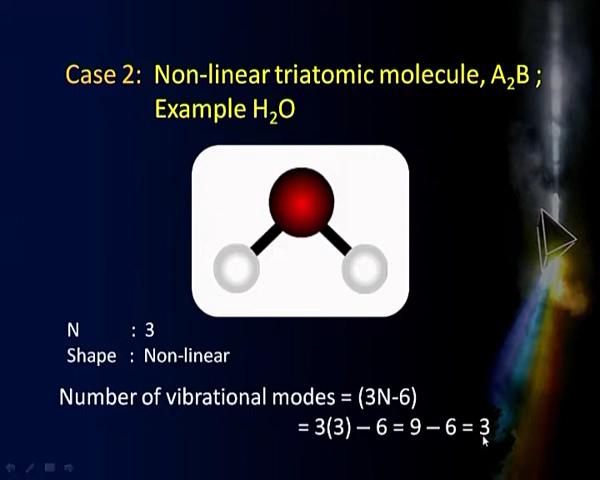 Case 2: Non-linear triatomic molecule, A₂B ;
Example H₂O
N : 3
Shape : Non-linear
Number of vibrational modes = (3N-6)
= 3(3) – 6 = 9 – 6 = 3